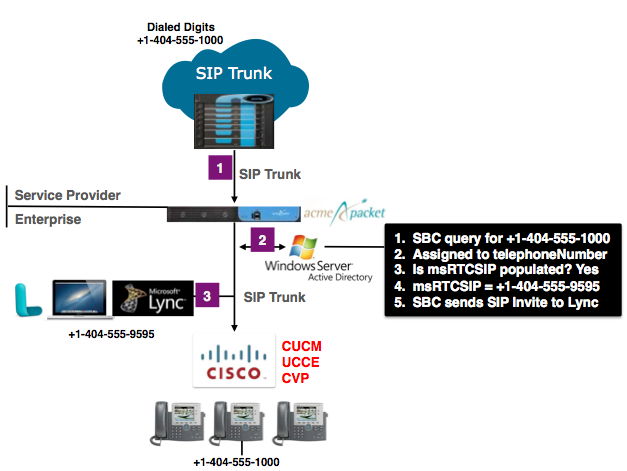 Dialed Digits
+1-404-555-1000
SIP Trunk
1
SIP Trunk
Service Provider
Enterprise
acme packet
2
Windows Server
Active Directory
1. SBC query for +1-404-555-1000
2. Assigned to telephoneNumber
3. Is msRTCSIP populated? Yes
4. msRTCSIP = +1-404-555-9595
5. SBC sends SIP Invite to Lync
Microsoft
Lync
3
SIP Trunk
+1-404-555-9595
CISCO
CUCM
UCCE
CVP
+1-404-555-1000